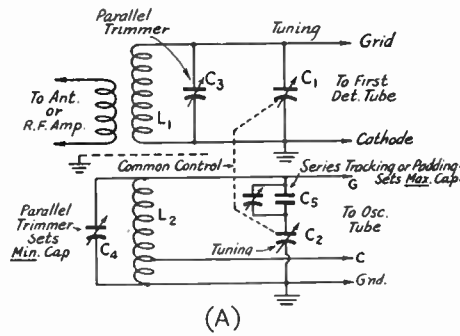 Parallel
Trimmer
Tuning
Grid
C3
C1
To Ant.
or
R.F. Amp.
L1
To First
Det. Tube
Cathode
Common Control
Series Tracking or Padding-
Sets Max. Cap.
G
Parallel
Trimmer
Sets
Min. Cap
C4
L2
C5
C2
To Osc.
Tube
Tuning
C
Gnd.
(A)